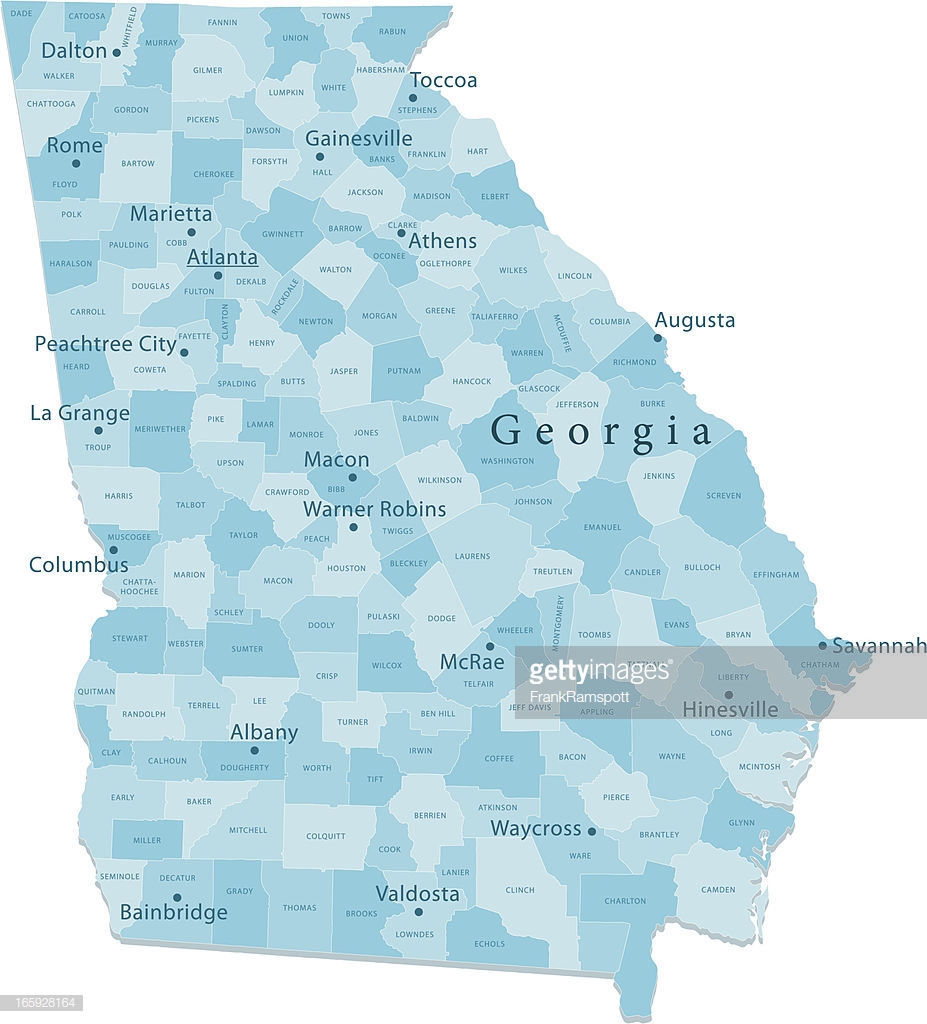 DADE
CATOOSA
WHITFIELD
MURRAY
FANNIN
UNION
TOWNS
RABUN
Dalton
WALKER
GILMER
HABERSHAM
Toccoa
CHATTOOGA
GORDON
LUMPKIN
WHITE
STEPHENS
PICKENS
DAWSON
Gainesville
Rome
BARTOW
FORSYTH
HALL
BANKS
FRANKLIN
HART
FLOYD
CHEROKEE
JACKSON
MADISON
ELBERT
POLK
Marietta
PAULDING
COBB
GWINNETT
BARROW
CLARKE
Athens
HARALSON
Atlanta
OCONEE
OGLETHORPE
WILKES
LINCOLN
DOUGLAS
FULTON
DEKALB
ROCKDALE
WALTON
CARROLL
CLAYTON
NEWTON
MORGAN
GREENE
TALIAFERRO
MCDUFFIE
COLUMBIA
Augusta
Peachtree City
FAYETTE
HENRY
WARREN
RICHMOND
HEARD
COWETA
SPALDING
BUTTS
JASPER
PUTNAM
HANCOCK
GLASCOCK
JEFFERSON
BURKE
La Grange
TROUP
MERIWETHER
PIKE
LAMAR
MONROE
JONES
BALDWIN
Georgia
WASHINGTON
UPSON
Macon
BIBB
WILKINSON
JENKINS
HARRIS
TALBOT
CRAWFORD
JOHNSON
SCREVEN
Warner Robins
MUSCOGEE
TAYLOR
PEACH
TWIGGS
EMANUEL
Columbus
CHATTA-
HOOCHEE
MARION
MACON
HOUSTON
BLECKLEY
LAURENS
TREUTLEN
CANDLER
BULLOCH
EFFINGHAM
SCHLEY
DOOLY
PULASKI
DODGE
STEWART
WEBSTER
SUMTER
WHEELER
MONTGOMERY
TOOMBS
EVANS
BRYAN
Savannah
CRISP
WILCOX
McRae
TELFAIR
gettyimages®
FrankRamspott
LIBERTY
CHATHAM
QUITMAN
RANDOLPH
TERRELL
LEE
TURNER
BEN HILL
JEFF DAVIS
APPLING
Hinesville
LONG
Albany
CLAY
CALHOUN
DOUGHERTY
WORTH
TIFT
IRWIN
COFFEE
BACON
WAYNE
MCINTOSH
EARLY
BAKER
MITCHELL
BERRIEN
ATKINSON
PIERCE
MILLER
COLQUITT
COOK
Waycross
BRANTLEY
GLYNN
WARE
SEMINOLE
DECATUR
GRADY
THOMAS
BROOKS
Valdosta
LANIER
CLINCH
CHARLTON
CAMDEN
Bainbridge
LOWNDES
ECHOLS
165928164